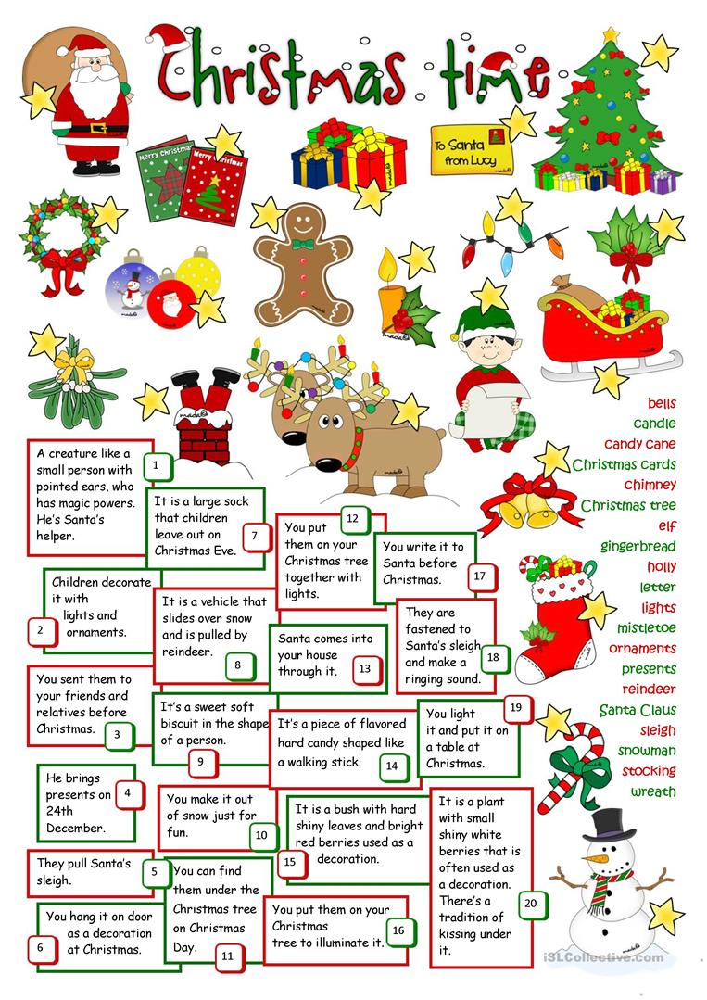 Christmas time
Merry Christmas
Merry Christmas
To Santa
from Lucy
bells
candle
candy cane
Christmas cards
chimney
Christmas tree
elf
gingerbread
holly
letter
lights
mistletoe
ornaments
presents
reindeer
Santa Claus
sleigh
snowman
stocking
wreath
A creature like a
small person with
pointed ears, who
has magic powers.
He's Santa's
helper.
1
Children decorate
it with
lights and
ornaments.
2
You sent them to
your friends and
relatives before
Christmas.
3
He brings
presents on
24th
December.
4
They pull Santa's
sleigh.
5
You hang it on door
as a decoration
at Christmas.
6
It is a large sock
that children
leave out on
Christmas Eve.
7
It is a vehicle that
slides over snow
and is pulled by
reindeer.
8
It's a sweet soft
biscuit in the shape
of a person.
9
You make it out
of snow just for
fun.
10
You can find
them under the
Christmas tree
on Christmas
Day.
11
12
You put
them on your
Christmas tree
together with
lights.
Santa comes into
your house
through it.
13
It's a piece of flavored
hard candy shaped like
a walking stick.
14
It is a bush with hard
shiny leaves and bright
red berries used as a
decoration.
15
You put them on your
Christmas
tree to illuminate it.
16
You write it to
Santa before
Christmas.
17
They are
fastened to
Santa's sleigh
and make a
ringing sound.
18
19
You light
it and put it on
a table at
Christmas.
It is a plant
with small
shiny white
berries that is
often used as
a decoration.
There's a
tradition of
kissing under
it.
20
iSLCollective.com